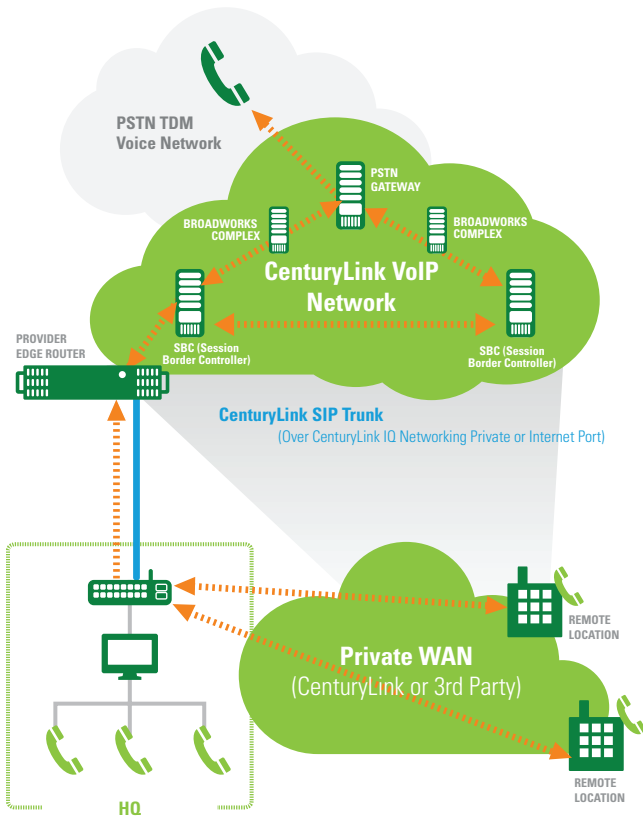 PSTN TDM
Voice Network
PSTN
GATEWAY
BROADWORKS
COMPLEX
BROADWORKS
COMPLEX
CenturyLink VoIP
Network
SBC (Session
Border Controller)
SBC (Session
Border Controller)
PROVIDER
EDGE ROUTER
CenturyLink SIP Trunk
(Over CenturyLink IQ Networking Private or Internet Port)
REMOTE
LOCATION
Private WAN
(CenturyLink or 3rd Party)
REMOTE
LOCATION
HQ